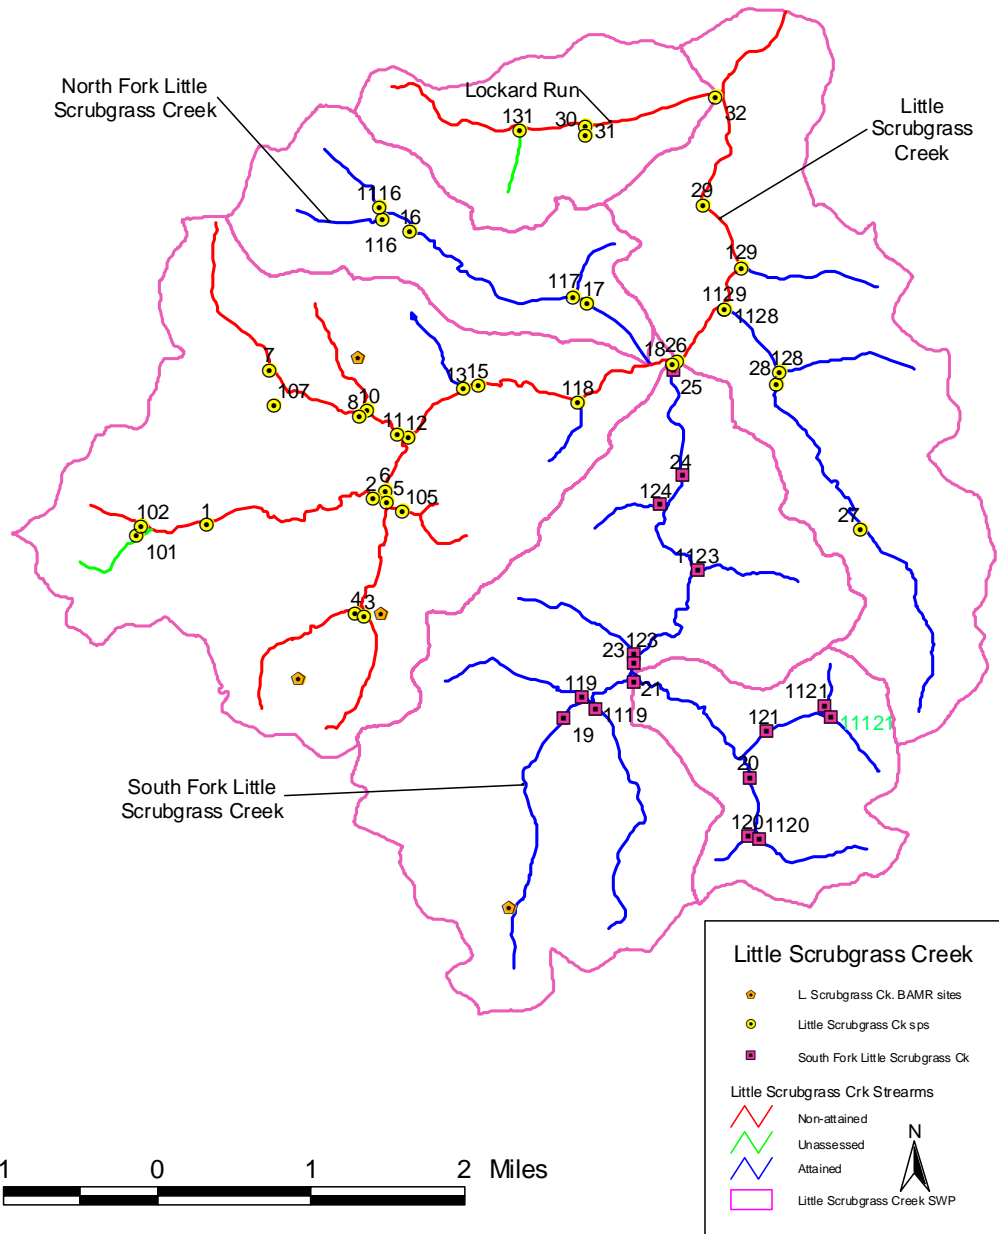 North Fork Little
Scrubgrass Creek
Lockard Run
Little
Scrubgrass
Creek
131
30
31
32
29
1116
16
116
129
117
17
1129
1128
18
26
25
128
28
7
107
13
15
10
8
118
11
12
24
124
6
2
5
105
102
1
101
27
1123
4
3
123
23
119
21
1119
19
1121
11121
121
20
120
1120
South Fork Little
Scrubgrass Creek
Little Scrubgrass Creek
L. Scrubgrass Ck. BAMR sites
Little Scrubgrass Ck sps
South Fork Little Scrubgrass Ck
Little Scrubgrass Crk Strearms
Non-attained
Unassessed
Attained
Little Scrubgrass Creek SWP
N
1 0 1 2 Miles